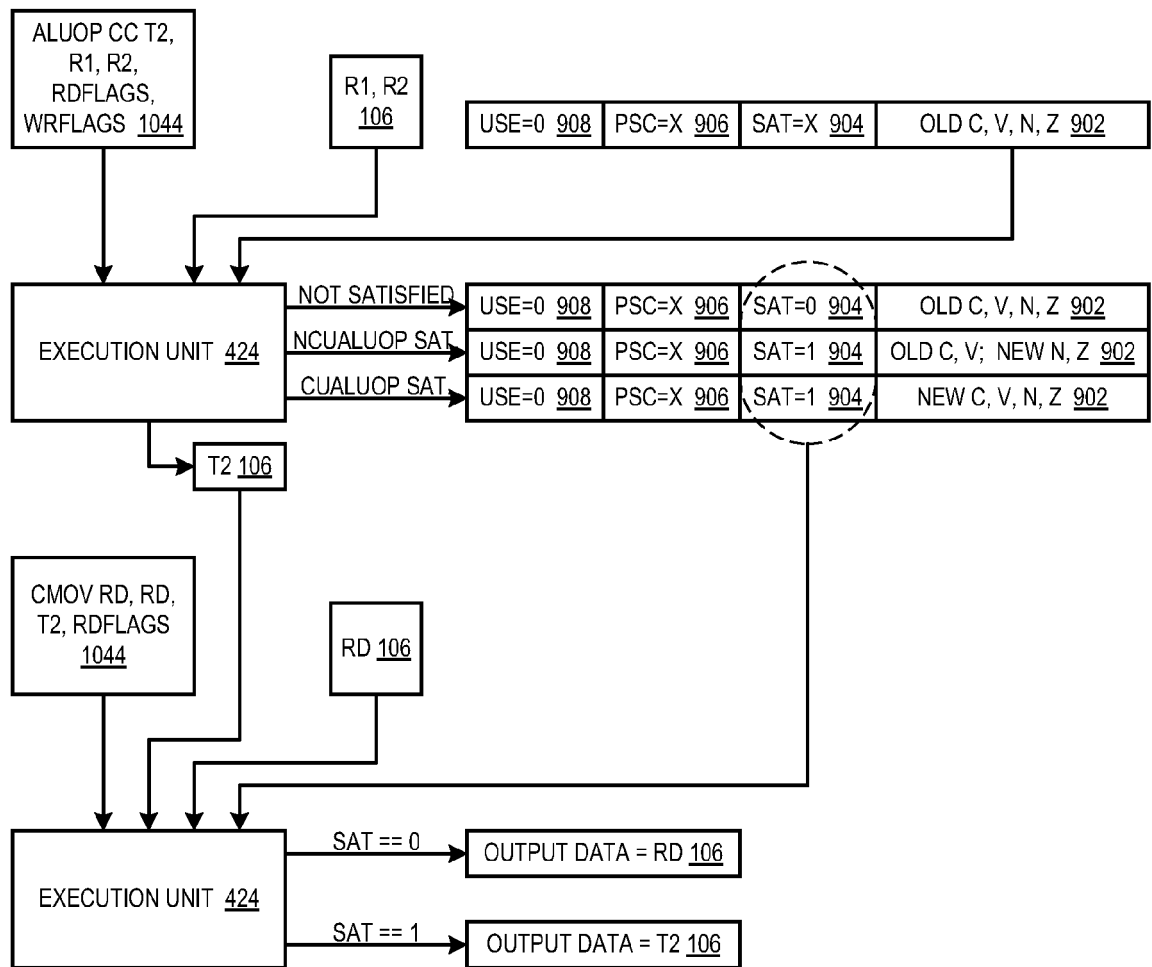 ALUOP CC T2,
R1, R2,
RDFLAGS,
WRFLAGS 1044
R1, R2
106
USE=0 908 PSC=X 906 SAT=X 904 OLD C, V, N, Z 902
EXECUTION UNIT 424
NOT SATISFIED
USE=0 908 PSC=X 906 SAT=0 904 OLD C, V, N, Z 902
NCUALUOP SAT.
USE=0 908 PSC=X 906 SAT=1 904 OLD C, V; NEW N, Z 902
CUALUOP SAT.
USE=0 908 PSC=X 906 SAT=1 904 NEW C, V, N, Z 902
T2 106
CMOV RD, RD,
T2, RDFLAGS
1044
RD 106
EXECUTION UNIT 424
SAT == 0
OUTPUT DATA = RD 106
SAT == 1
OUTPUT DATA = T2 106